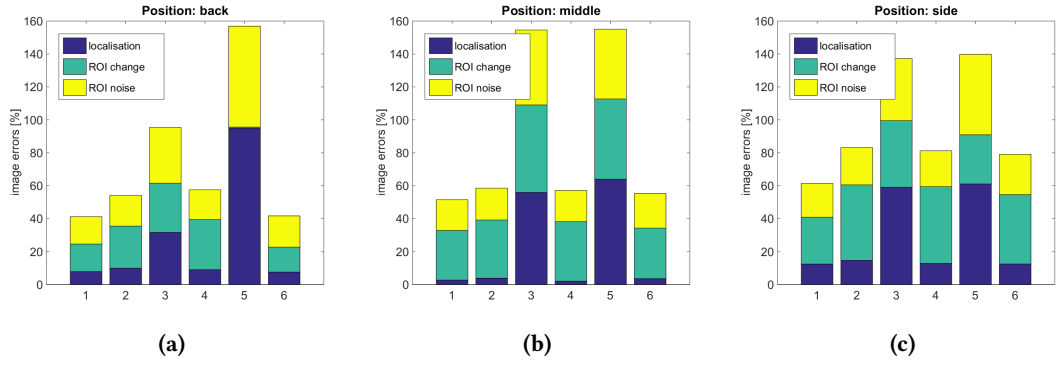 Position: back
160
140
120
100
80
60
40
20
0
image errors [%]
localisation
ROI change
ROI noise
1 2 3 4 5 6
(a)
Position: middle
160
140
120
100
80
60
40
20
0
image errors [%]
localisation
ROI change
ROI noise
1 2 3 4 5 6
(b)
Position: side
160
140
120
100
80
60
40
20
0
image errors [%]
localisation
ROI change
ROI noise
1 2 3 4 5 6
(c)